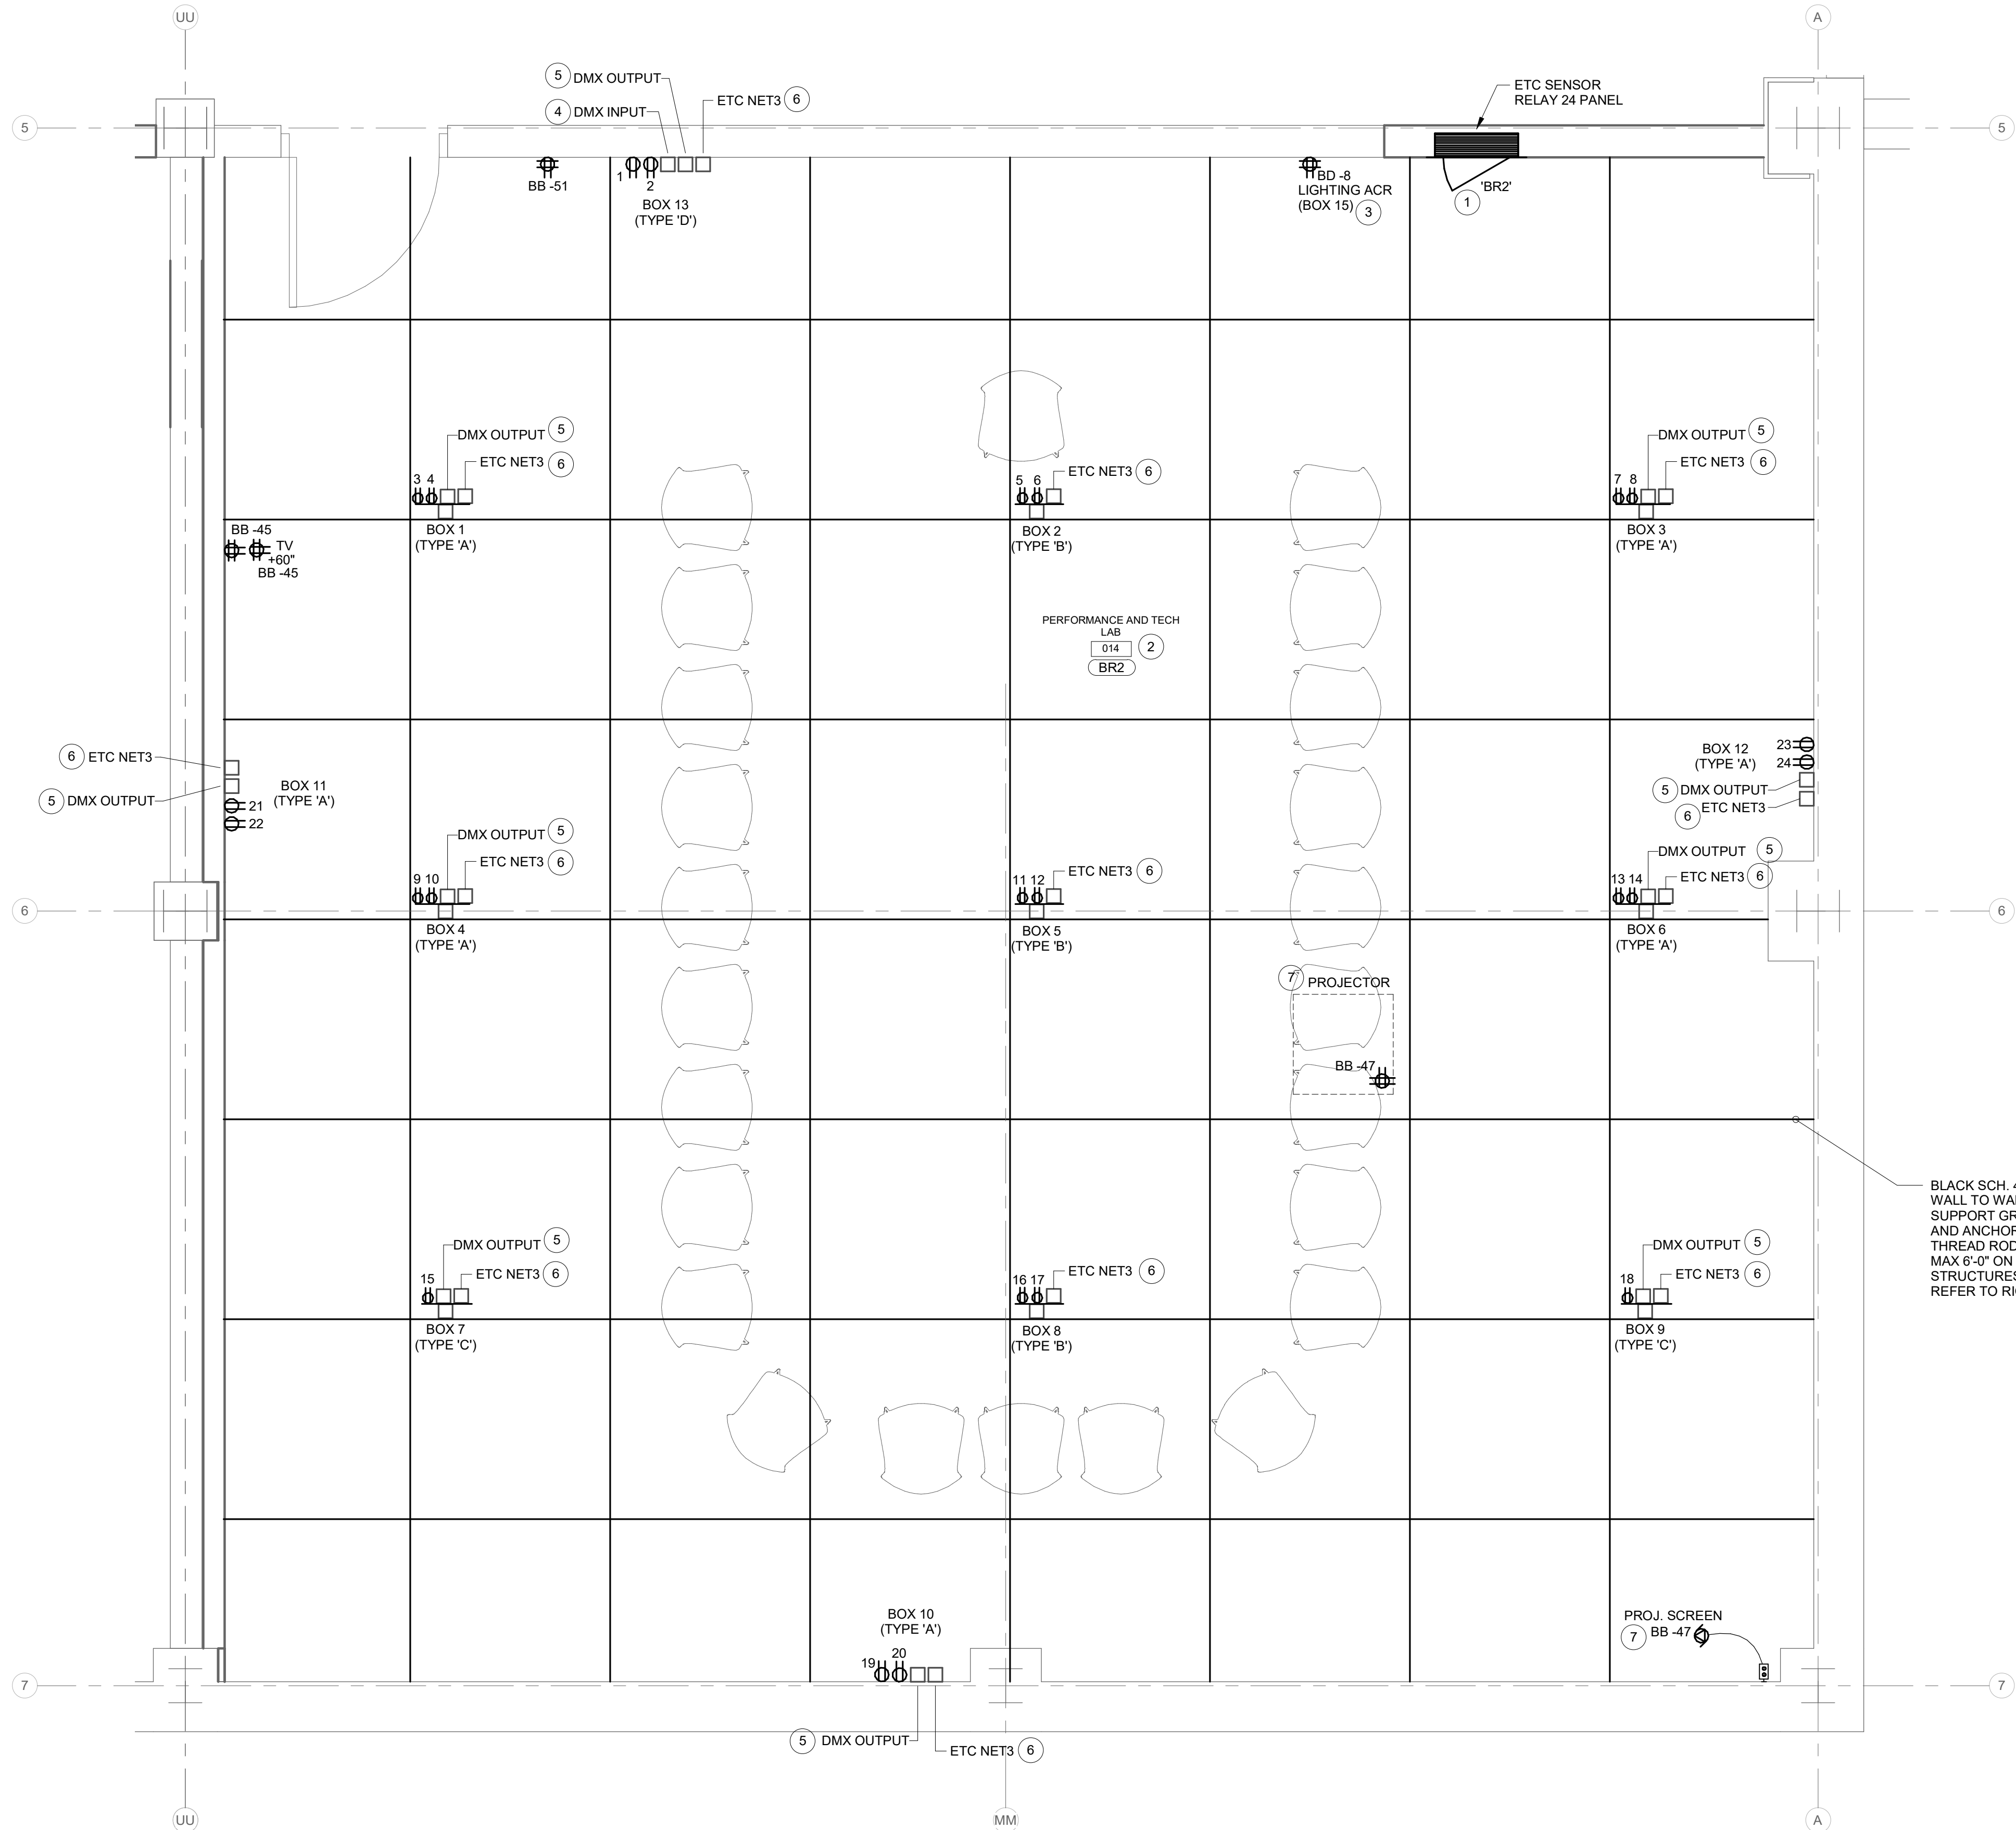 UU
A
5
5
5 DMX OUTPUT
4 DMX INPUT
ETC NET3 6
ETC SENSOR
RELAY 24 PANEL
BB -51
1
2
BOX 13
(TYPE 'D')
BD -8
LIGHTING ACR
(BOX 15) 3
'BR2'
1
DMX OUTPUT 5
ETC NET3 6
3 4
BOX 1
(TYPE 'A')
ETC NET3 6
5 6
BOX 2
(TYPE 'B')
DMX OUTPUT 5
ETC NET3 6
7 8
BOX 3
(TYPE 'A')
BB -45
TV
+60"
BB -45
PERFORMANCE AND TECH
LAB
014 2
BR2
6 ETC NET3
5 DMX OUTPUT
BOX 11
(TYPE 'A')
21
22
BOX 12
(TYPE 'A')
23
24
5 DMX OUTPUT
6 ETC NET3
DMX OUTPUT 5
ETC NET3 6
9 10
BOX 4
(TYPE 'A')
ETC NET3 6
11 12
BOX 5
(TYPE 'B')
DMX OUTPUT 5
ETC NET3 6
13 14
BOX 6
(TYPE 'A')
6
6
7 PROJECTOR
BB -47
BLACK SCH. 4
WALL TO WA
SUPPORT GR
AND ANCHOR
THREAD ROD
MAX 6'-0" ON
STRUCTURES
REFER TO RI
DMX OUTPUT 5
ETC NET3 6
15
BOX 7
(TYPE 'C')
ETC NET3 6
16 17
BOX 8
(TYPE 'B')
DMX OUTPUT 5
ETC NET3 6
18
BOX 9
(TYPE 'C')
BOX 10
(TYPE 'A')
19
20
PROJ. SCREEN
7 BB -47
7
7
5 DMX OUTPUT
ETC NET3 6
UU
MM
A